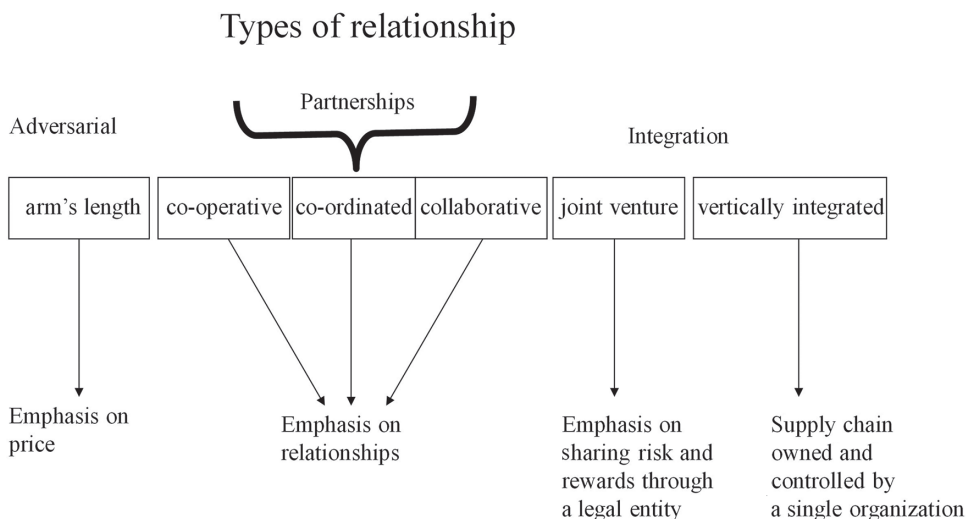 Types of relationship
Partnerships
Adversarial
Integration
arm's length
co-operative
co-ordinated
collaborative
joint venture
vertically integrated
Emphasis on
price
Emphasis on
relationships
Emphasis on
sharing risk and
rewards through
a legal entity
Supply chain
owned and
controlled by
a single organization